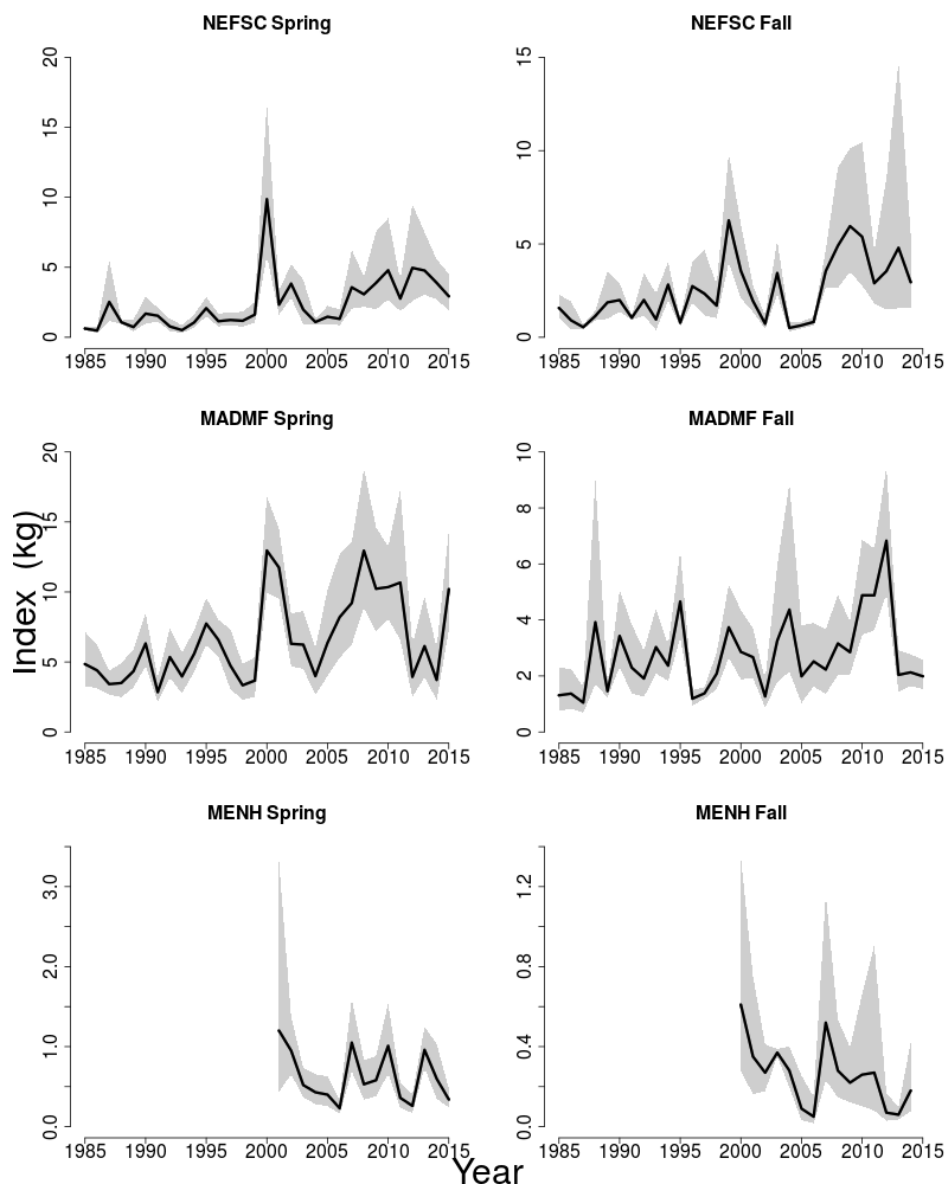 NEFSC Spring
NEFSC Fall
0 5 10 15 20
1985 1990 1995 2000 2005 2010 2015
0 5 10 15
1985 1990 1995 2000 2005 2010 2015
MADMF Spring
MADMF Fall
Index (kg)
0 5 10 15 20
1985 1990 1995 2000 2005 2010 2015
0 2 4 6 8 10
1985 1990 1995 2000 2005 2010 2015
MENH Spring
MENH Fall
0.0 1.0 2.0 3.0
1985 1990 1995 2000 2005 2010 2015
0.0 0.4 0.8 1.2
1985 1990 1995 2000 2005 2010 2015
Year